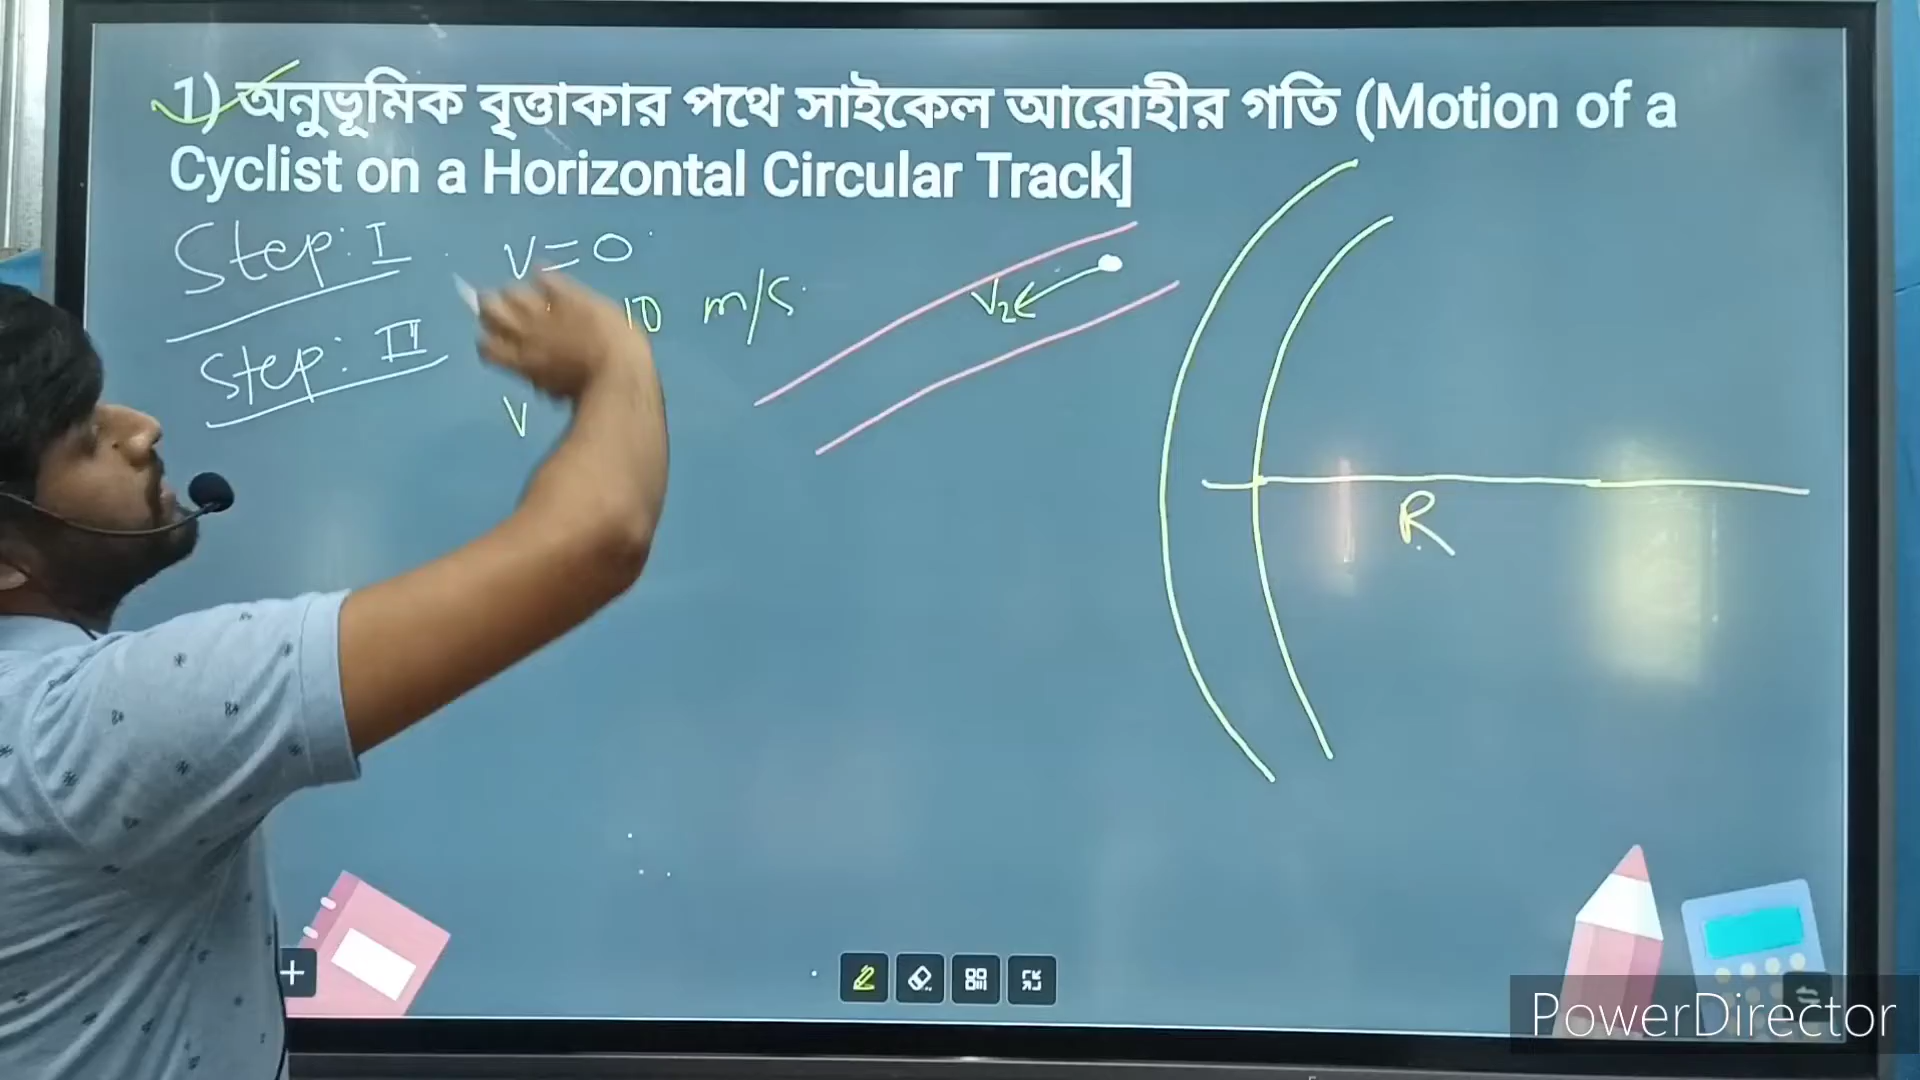 1) অনুভূমিক বৃত্তাকার পথে সাইকেল আরোহীর গতি (Motion of a
Cyclist on a Horizontal Circular Track]
Step: I v=0
10 m/s
Step: II
v
V2
R
PowerDirector